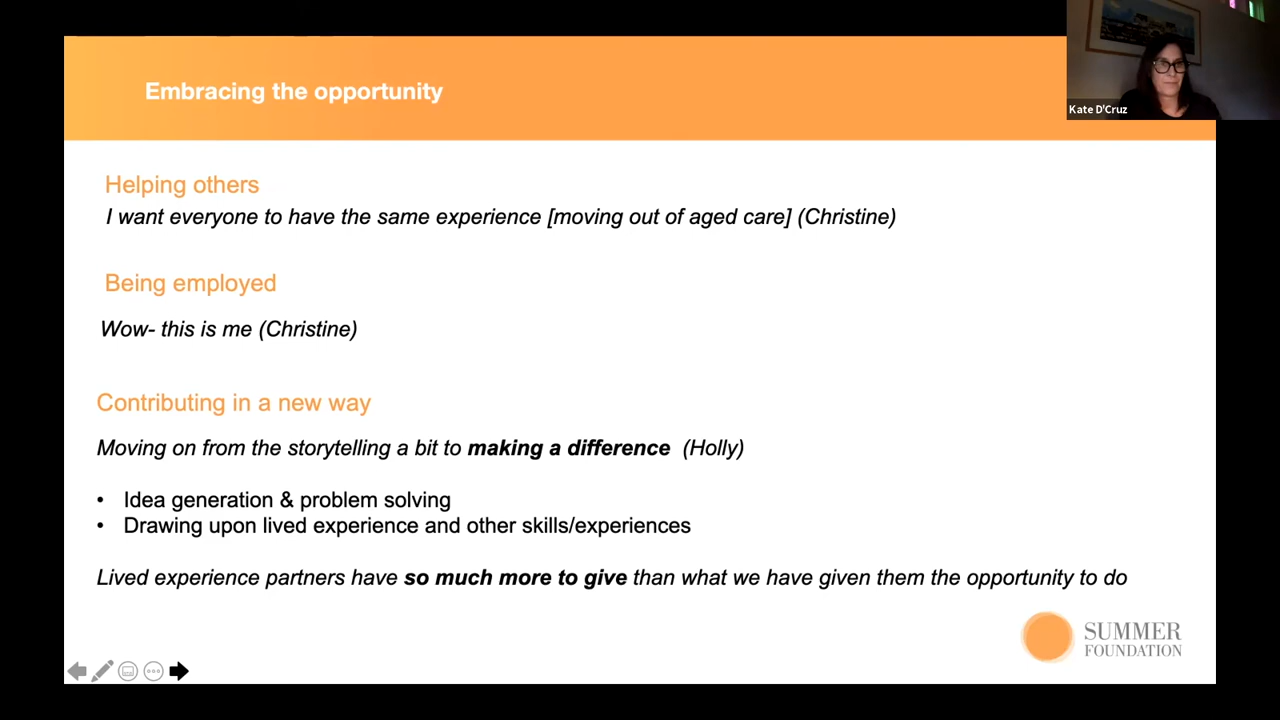 Embracing the opportunity
Kate D'Cruz
Helping others
I want everyone to have the same experience [moving out of aged care] (Christine)
Being employed
Wow- this is me (Christine)
Contributing in a new way
Moving on from the storytelling a bit to making a difference (Holly)
• Idea generation & problem solving
• Drawing upon lived experience and other skills/experiences
Lived experience partners have so much more to give than what we have given them the opportunity to do
SUMMER
FOUNDATION